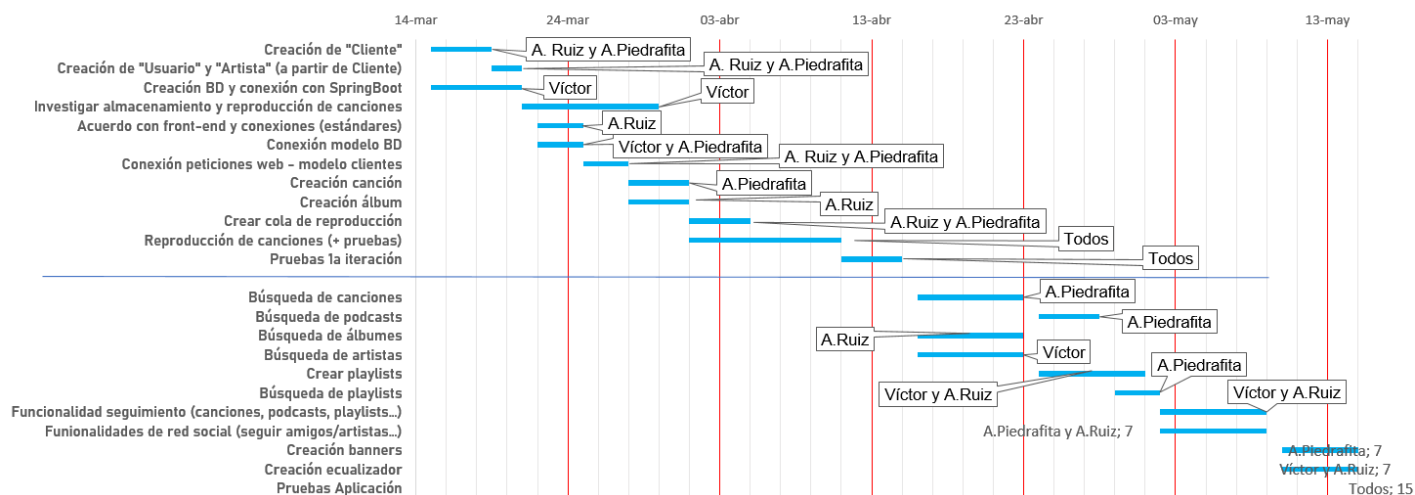 14-mar 24-mar 03-abr 13-abr 23-abr 03-may 13-may
Creación de "Cliente" A. Ruiz y A.Piedrafita
Creación de "Usuario" y "Artista" (a partir de Cliente) A. Ruiz y A.Piedrafita
Creación BD y conexión con SpringBoot Víctor
Investigar almacenamiento y reproducción de canciones Víctor
Acuerdo con front-end y conexiones (estándares) A.Ruiz
Conexión modelo BD Víctor y A.Piedrafita
Conexión peticiones web - modelo clientes A. Ruiz y A.Piedrafita
Creación canción A.Piedrafita
Creación álbum A.Ruiz
Crear cola de reproducción A.Ruiz y A.Piedrafita
Reproducción de canciones (+ pruebas) Todos
Pruebas 1a iteración Todos
Búsqueda de canciones A.Piedrafita
Búsqueda de podcasts A.Piedrafita
Búsqueda de álbumes A.Ruiz
Búsqueda de artistas Víctor
Crear playlists Víctor y A.Ruiz
Búsqueda de playlists A.Piedrafita
Funcionalidad seguimiento (canciones, podcasts, playlists...) Víctor y A.Ruiz
Funionalidades de red social (seguir amigos/artistas...) A.Piedrafita y A.Ruiz; 7
Creación banners A.Piedrafita; 7
Creación ecualizador Víctor y A.Ruiz; 7
Pruebas Aplicación Todos; 15